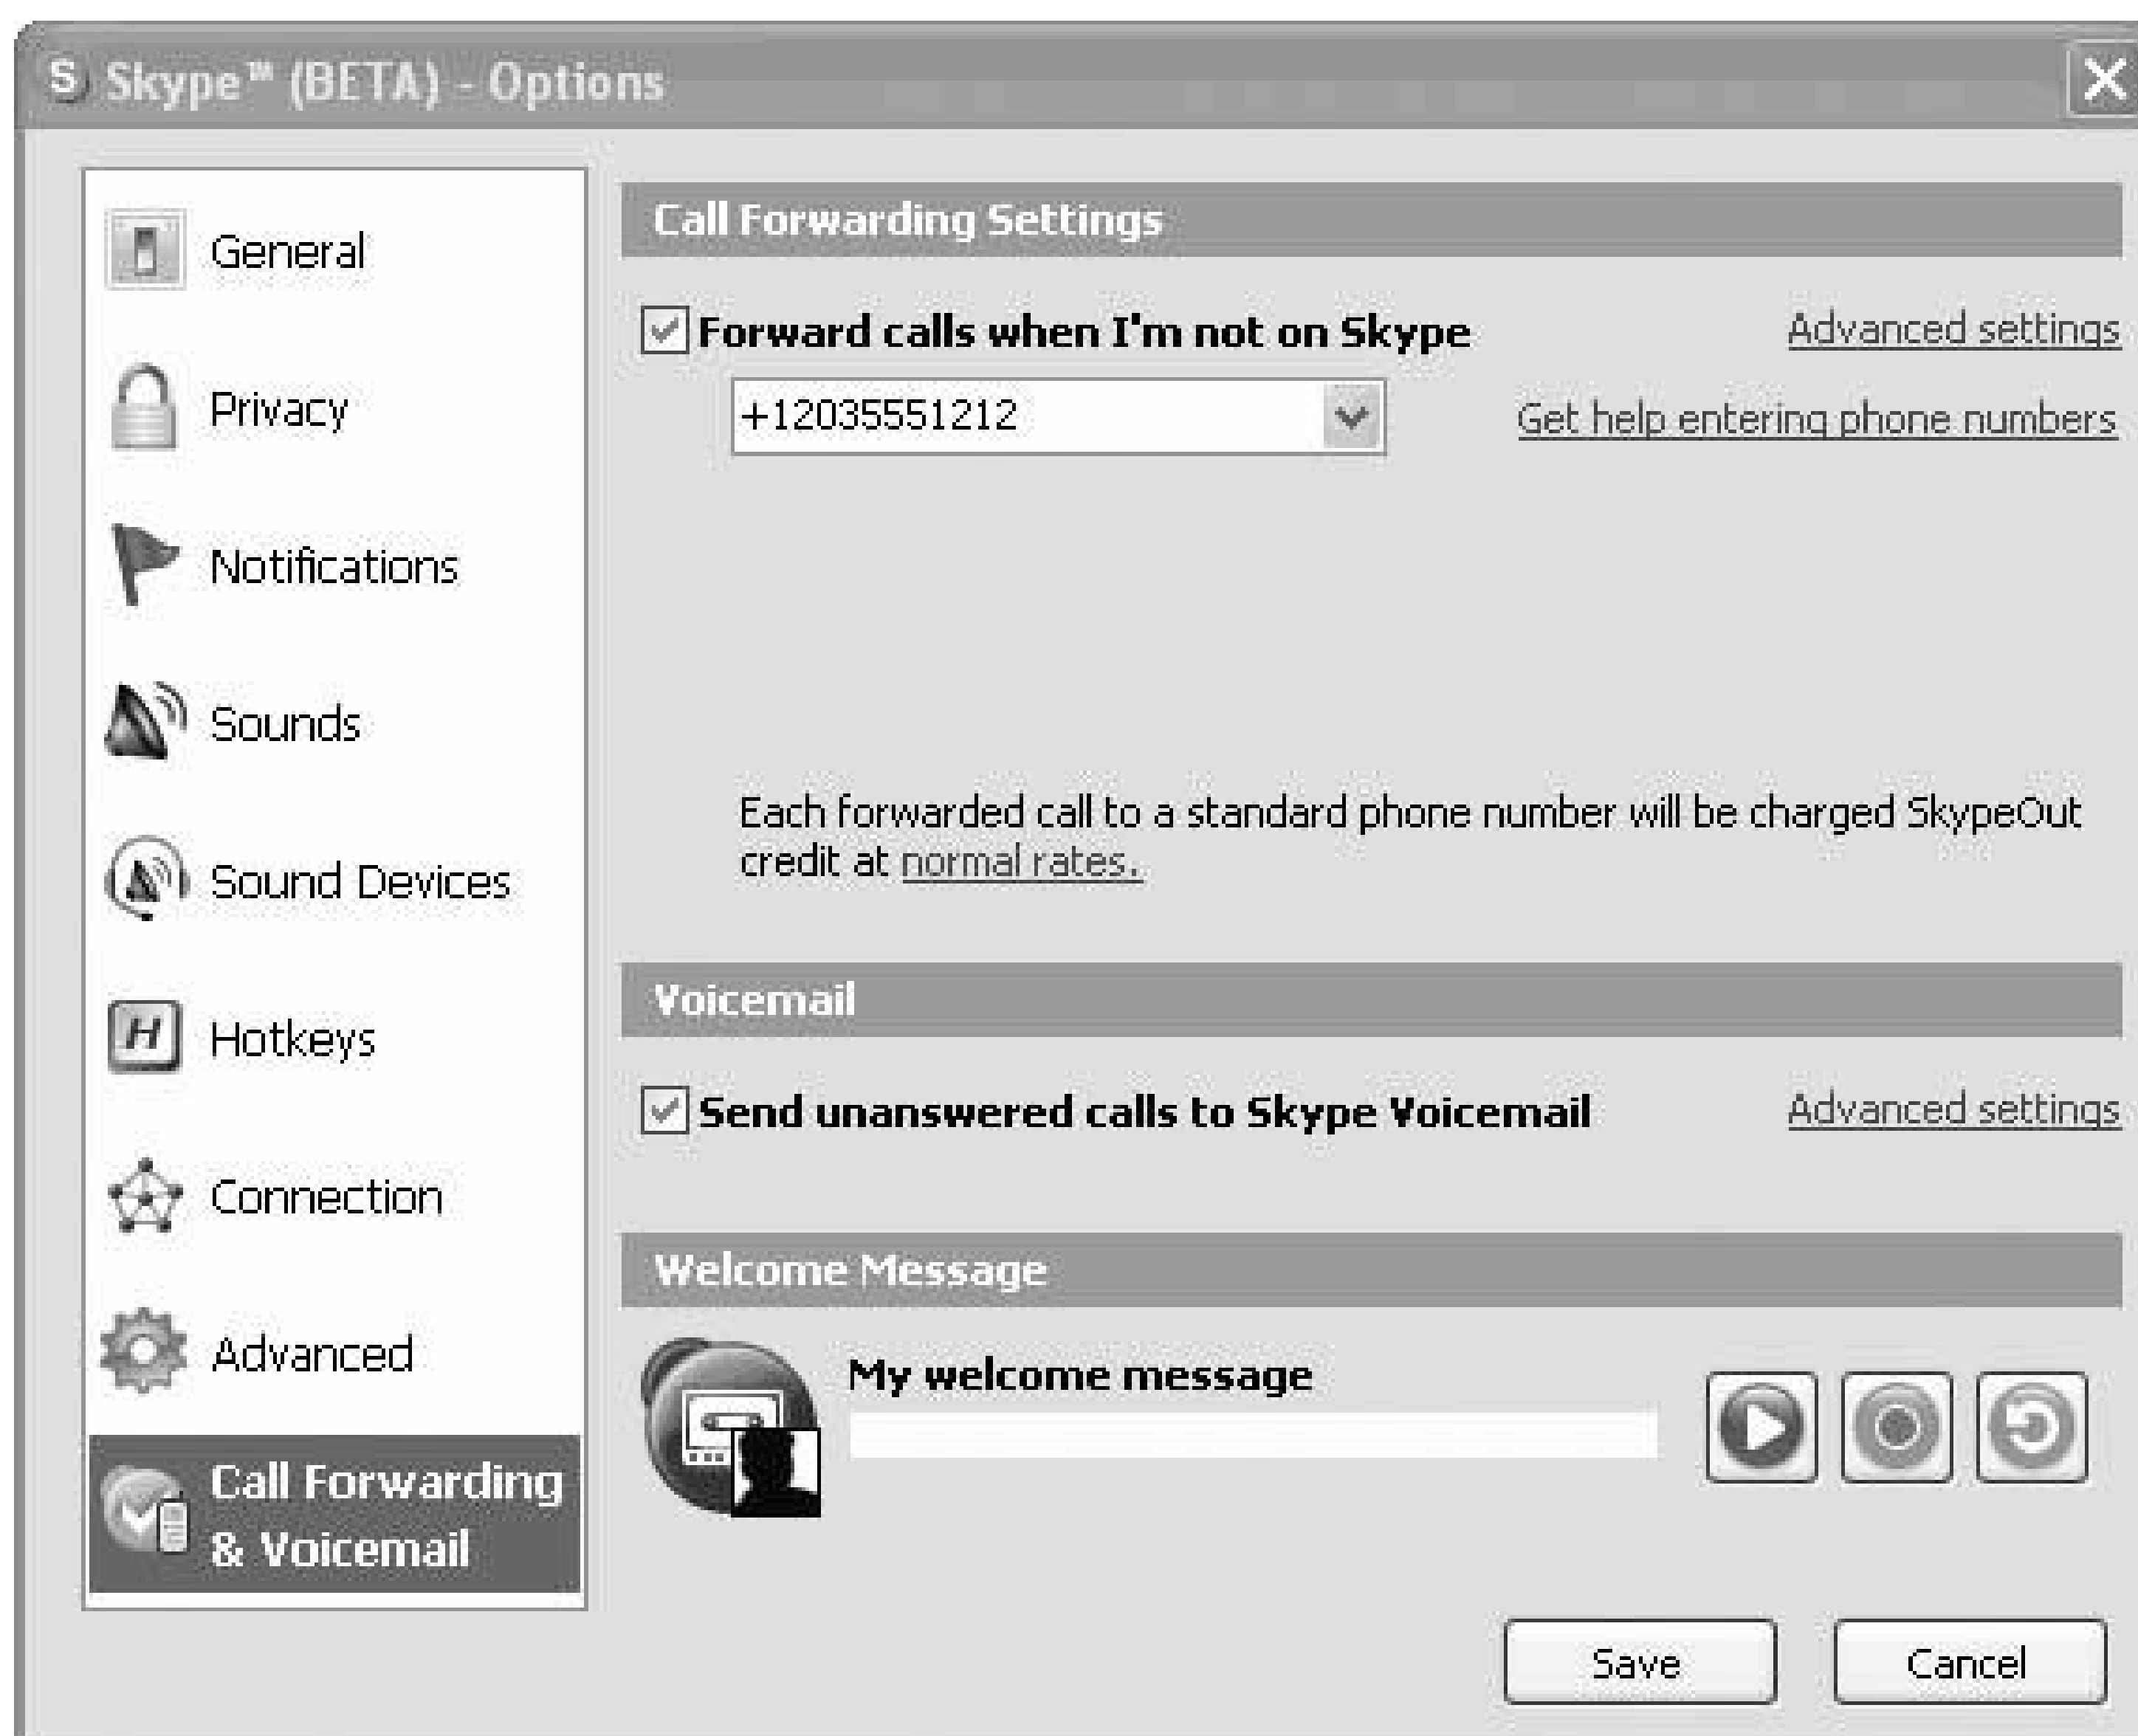 S Skype™ (BETA) - Options
General
Privacy
Notifications
Sounds
Sound Devices
H Hotkeys
Connection
Advanced
Call Forwarding
& Voicemail
Call Forwarding Settings
Forward calls when I'm not on Skype Advanced settings
+12035551212 Get help entering phone numbers
Each forwarded call to a standard phone number will be charged SkypeOut
credit at normal rates.
Voicemail
Send unanswered calls to Skype Voicemail Advanced settings
Welcome Message
My welcome message
Save Cancel